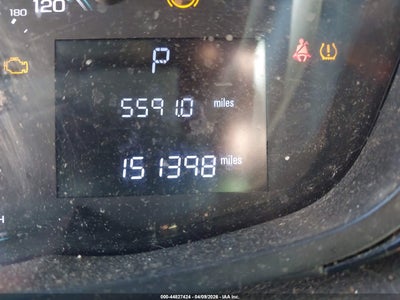 180 120
P
5591.0 miles
151398 miles
H
000-44827424 | 04/09/2026 - IAA Inc.